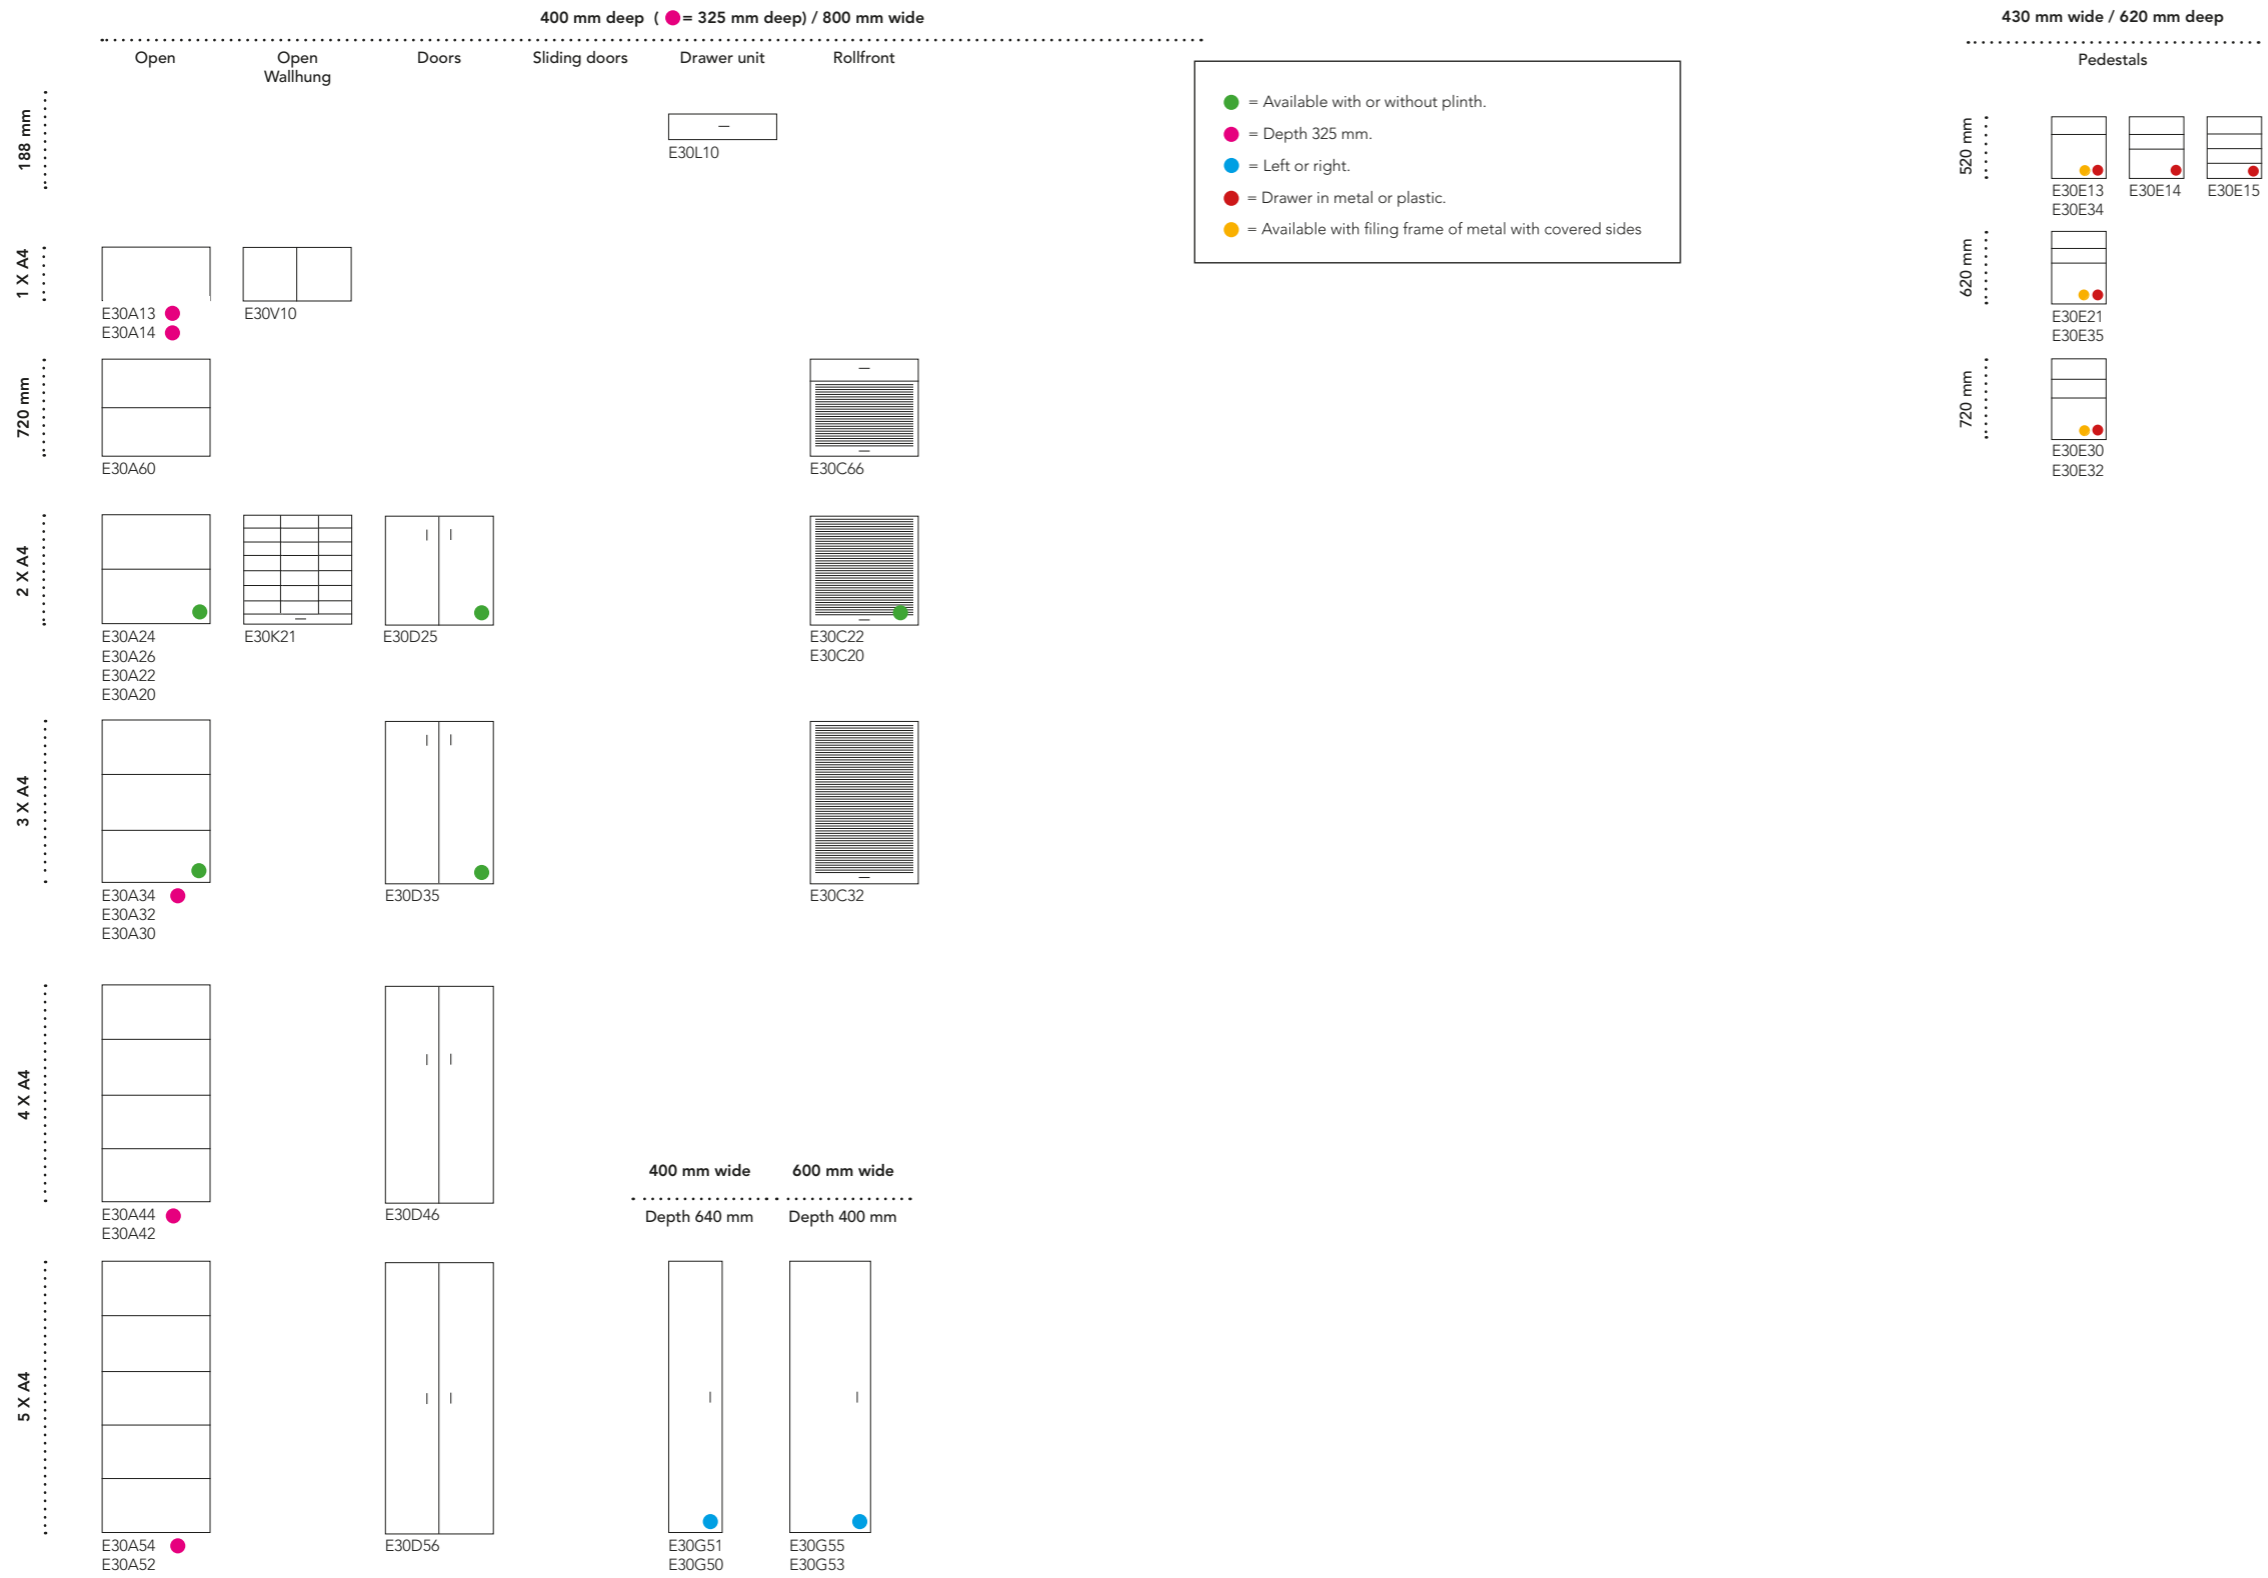 400 mm deep ( = 325 mm deep) / 800 mm wide
Open
Open
Wallhung
Doors
Sliding doors
Drawer unit
Rollfront
430 mm wide / 620 mm deep
Pedestals
= Available with or without plinth.
= Depth 325 mm.
= Left or right.
= Drawer in metal or plastic.
= Available with filing frame of metal with covered sides
188 mm
E30L10
520 mm
E30E13
E30E34
E30E14
E30E15
1 X A4
E30A13
E30A14
E30V10
620 mm
E30E21
E30E35
720 mm
E30A60
E30C66
720 mm
E30E30
E30E32
2 X A4
E30A24
E30A26
E30A22
E30A20
E30K21
E30D25
E30C22
E30C20
3 X A4
E30A34
E30A32
E30A30
E30D35
E30C32
4 X A4
E30A44
E30A42
E30D46
400 mm wide
Depth 640 mm
600 mm wide
Depth 400 mm
5 X A4
E30A54
E30A52
E30D56
E30G51
E30G50
E30G55
E30G53